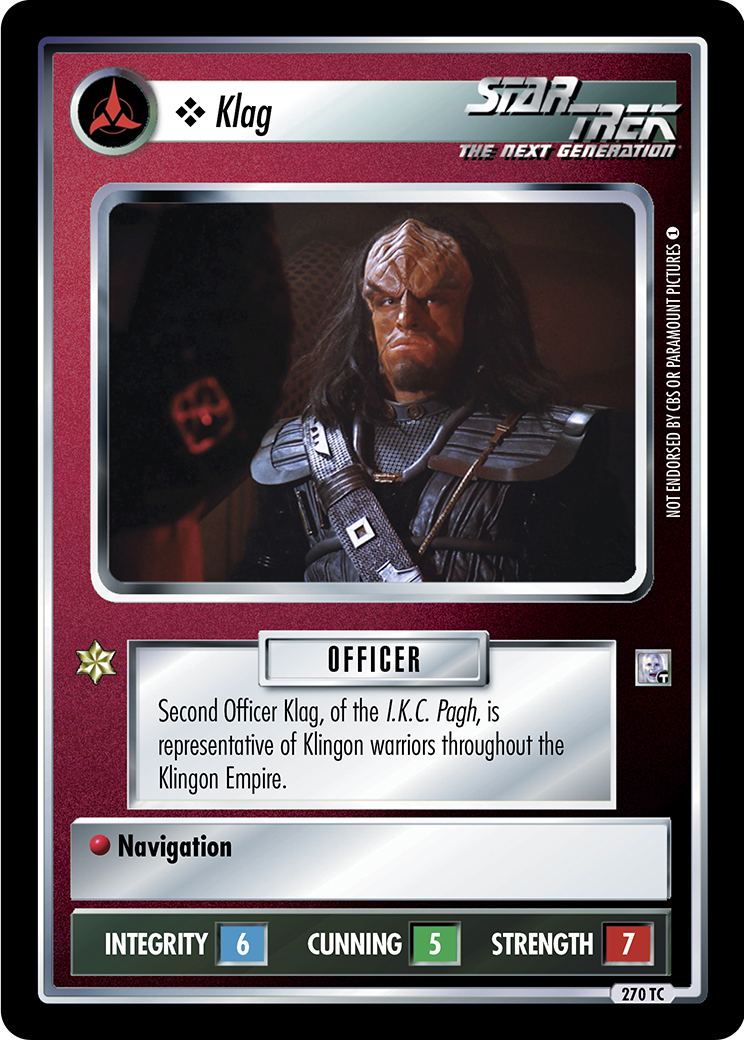 ❖ Klag
STAR TREK
THE NEXT GENERATION
NOT ENDORSED BY CBS OR PARAMOUNT PICTURES 1
OFFICER
T
Second Officer Klag, of the I.K.C. Pagh, is
representative of Klingon warriors throughout the
Klingon Empire.
Navigation
INTEGRITY 6 CUNNING 5 STRENGTH 7
270 TC